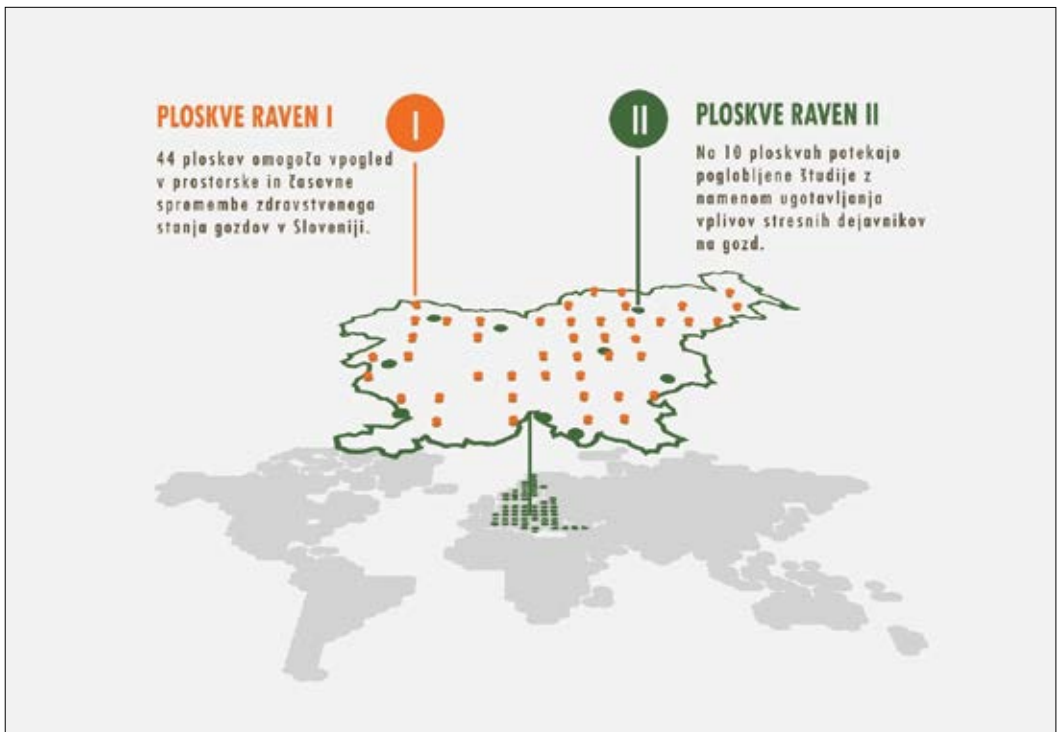 PLOSKVE RAVEN I
44 ploskev omogoča vpogled
v prostorske in časovne
spremembe zdravstvenega
stanja gozdov v Sloveniji.
I
II
PLOSKVE RAVEN II
Na 10 ploskvah potekajo
poglobljene študije z
namenom ugotavljanja
vplivov stresnih dejavnikov
na gozd.